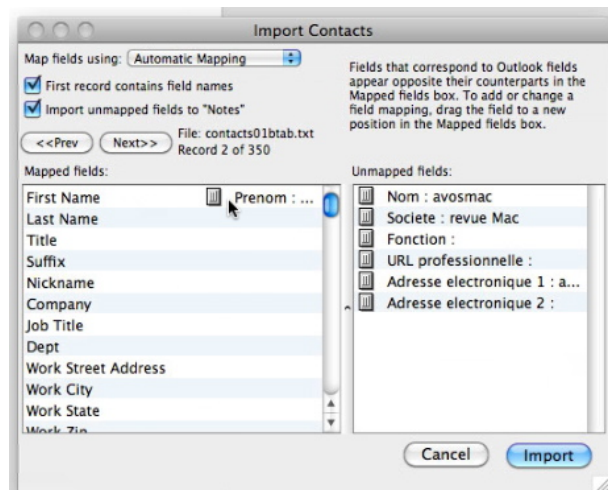 Import Contacts
Map fields using: Automatic Mapping
First record contains field names
Import unmapped fields to "Notes"
<<Prev Next>> File: contacts01btab.txt
Record 2 of 350
Fields that correspond to Outlook fields
appear opposite their counterparts in the
Mapped fields box. To add or change a
field mapping, drag the field to a new
position in the Mapped fields box.
Mapped fields:
First Name Prenom : ...
Last Name
Title
Suffix
Nickname
Company
Job Title
Dept
Work Street Address
Work City
Work State
Work Zip
Unmapped fields:
Nom : avosmac
Societe : revue Mac
Fonction :
URL professionnelle :
Adresse electronique 1 : a...
Adresse electronique 2 :
Cancel Import